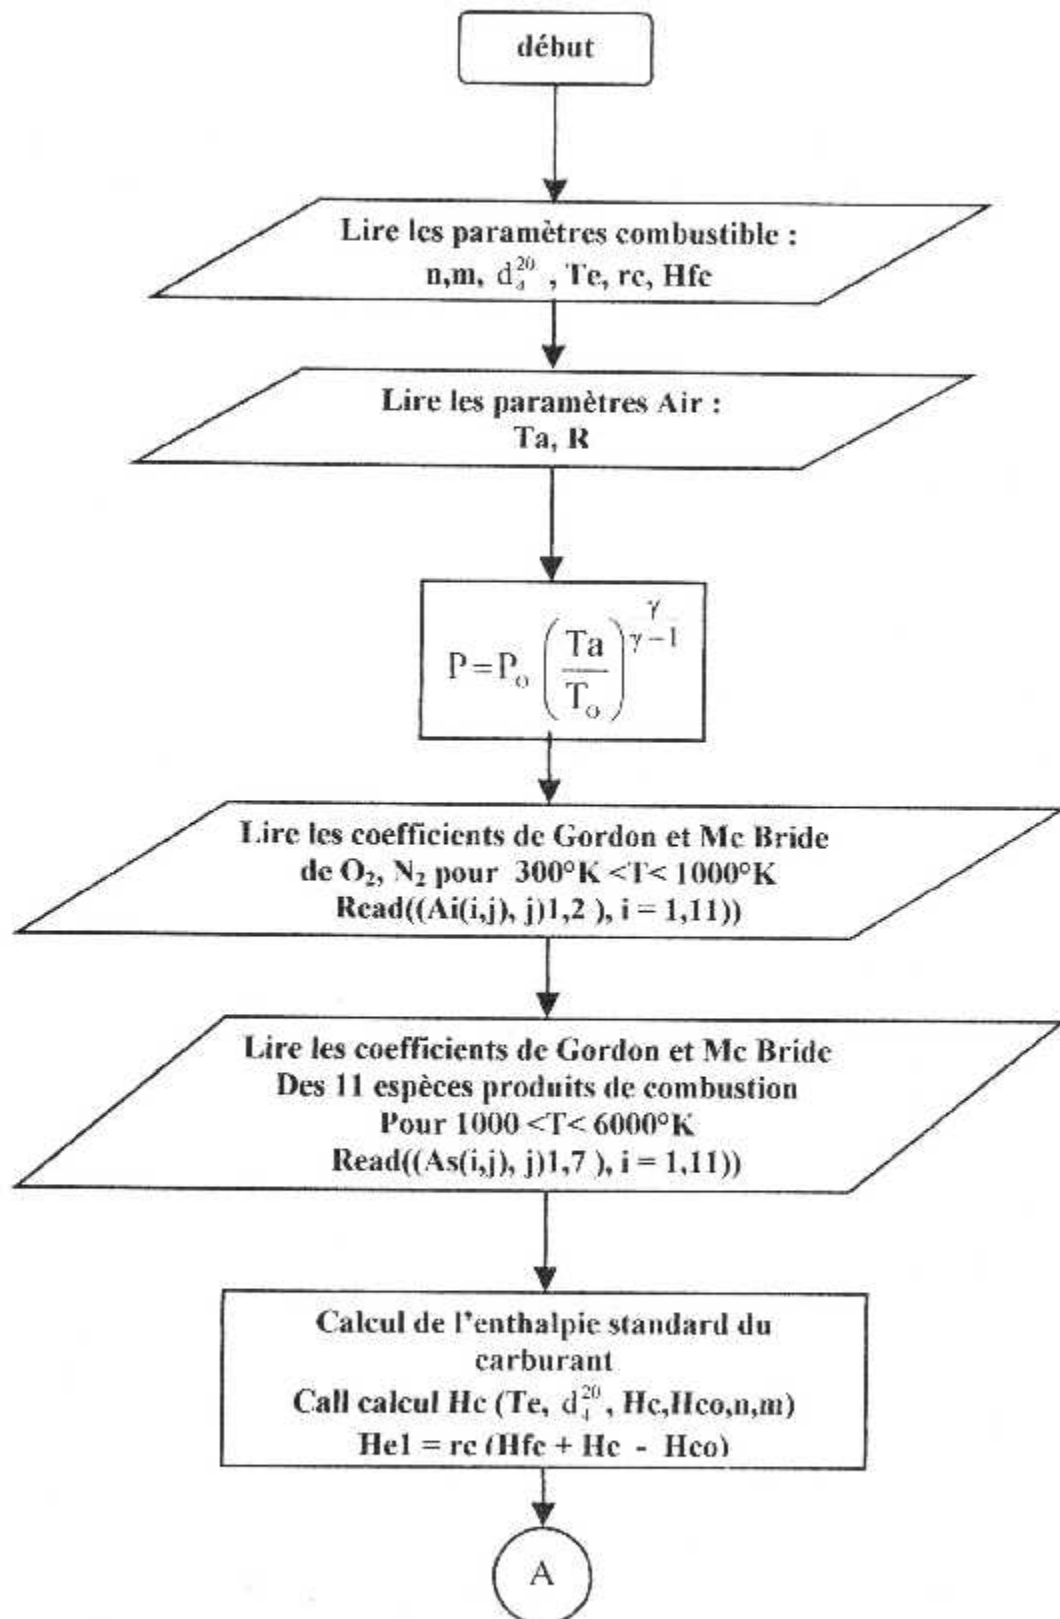 début
Lire les paramètres combustible :
n,m, d₄²⁰ , Te, rc, Hfc
Lire les paramètres Air :
Ta, R
P=Pₒ (Ta/Tₒ)^(γ/(γ−1))
Lire les coefficients de Gordon et Mc Bride
de O₂, N₂ pour 300°K <T< 1000°K
Read((Ai(i,j), j)1,2 ), i = 1,11))
Lire les coefficients de Gordon et Mc Bride
Des 11 espèces produits de combustion
Pour 1000 <T< 6000°K
Read((As(i,j), j)1,7 ), i = 1,11))
Calcul de l'enthalpie standard du
carburant
Call calcul Hc (Te, d₄²⁰, Hc,Hco,n,m)
He1 = rc (Hfc + Hc - Hco)
A